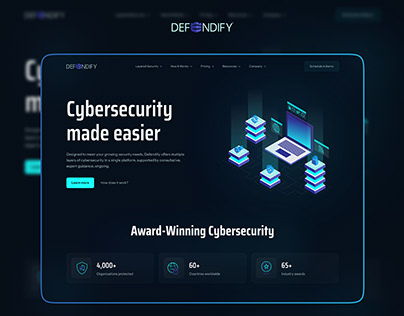 DEFENDIFY
DEFENDIFY
Layered Security
How It Works
Pricing
Resources
Company
Schedule a Demo
Cybersecurity
made easier
Designed to meet your growing security needs, Defendify offers multiple
layers of cybersecurity in a single platform, supported by
expert guidance, ongoing.
Learn more
How does it work?
Award-Winning Cybersecurity
4,000+
Organizations protected
60+
Countries worldwide
65+
Industry awards